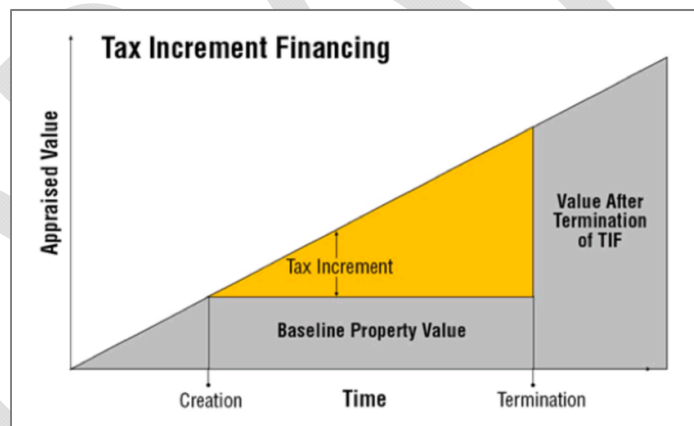 Tax Increment Financing
Appraised Value
Value After
Termination
of TIF
Tax Increment
Baseline Property Value
Creation
Time
Termination